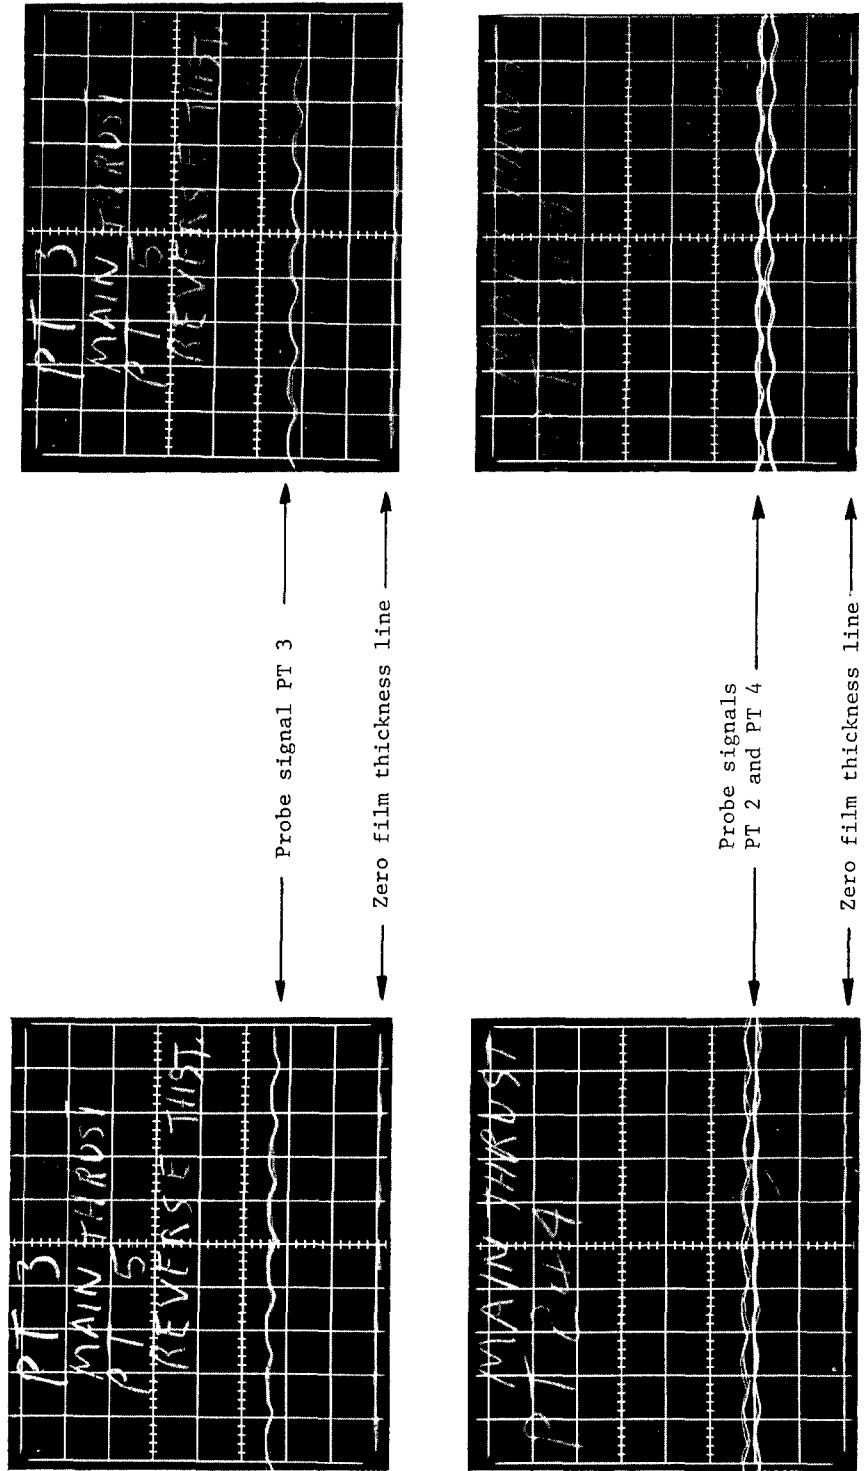 PT 3
MAIN THRUST
PT 5
REVERSE THST.
Probe signal PT 3
Zero film thickness line
PT 3
MAIN THRUST
PT 5
REVERSE THST.
MAIN THRUST
Probe signals
PT 2 and PT 4
Zero film thickness line
MAIN THRUST
PT 2 & 4